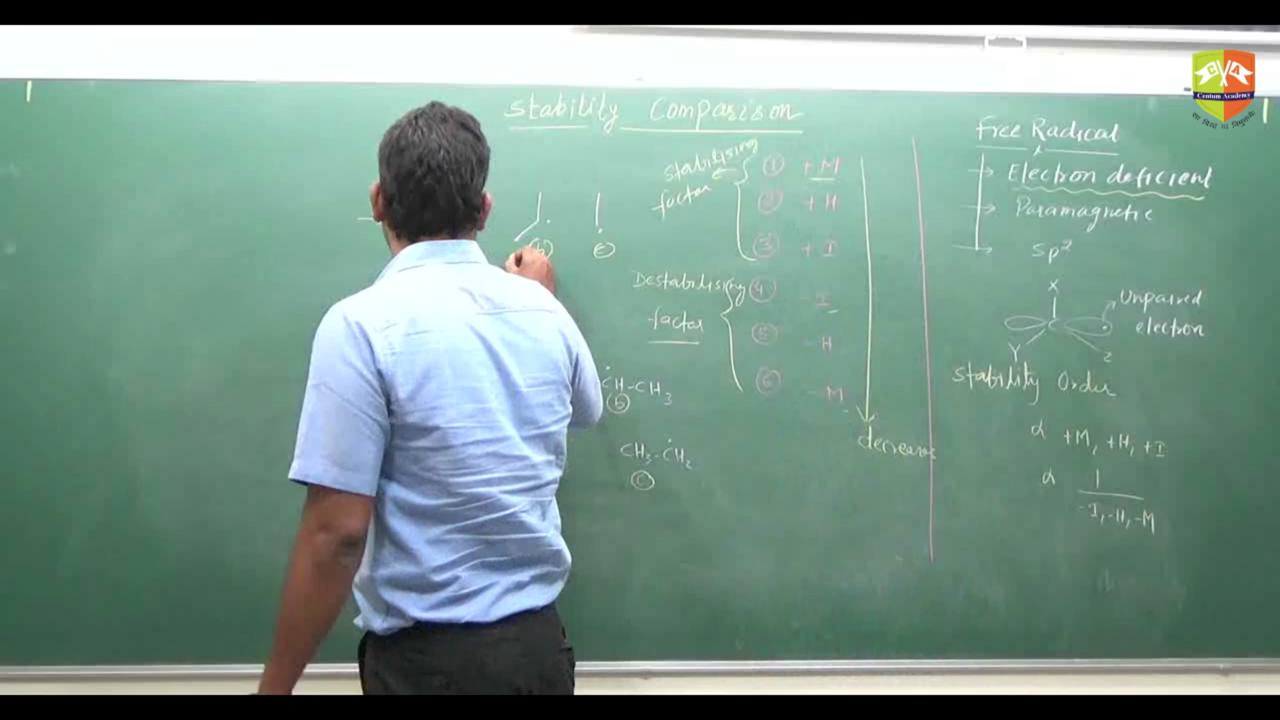 Stability Comparison
Stabilising
factor
① + M
② + H
③ + I
Destabilising
factor
④ - I
⑤ - H
⑥ - M
decreases
(b)
(c)
ĊH-CH3
(b)
CH3-ĊH2
(c)
Free Radical
→ Electron deficient
→ Paramagnetic
→ Sp2
X
Y
Z
Unpaired
electron
Stability Order
α +M, +H, +I
α 1
-I, -H, -M
Centum Academy